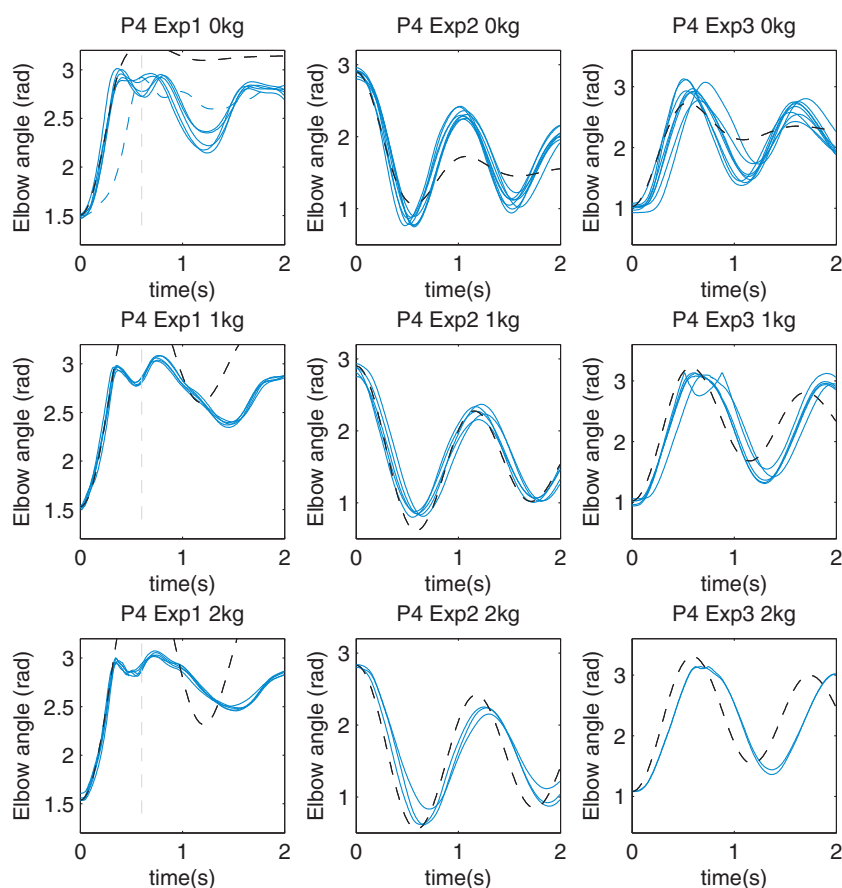 P4 Exp1 0kg
P4 Exp2 0kg
P4 Exp3 0kg
Elbow angle (rad)
3
2.5
2
1.5
0
1
2
time(s)
Elbow angle (rad)
3
2
1
0
1
2
time(s)
Elbow angle (rad)
3
2
1
0
1
2
time(s)
P4 Exp1 1kg
P4 Exp2 1kg
P4 Exp3 1kg
Elbow angle (rad)
3
2.5
2
1.5
0
1
2
time(s)
Elbow angle (rad)
3
2
1
0
1
2
time(s)
Elbow angle (rad)
3
2
1
0
1
2
time(s)
P4 Exp1 2kg
P4 Exp2 2kg
P4 Exp3 2kg
Elbow angle (rad)
3
2.5
2
1.5
0
1
2
time(s)
Elbow angle (rad)
3
2
1
0
1
2
time(s)
Elbow angle (rad)
3
2
1
0
1
2
time(s)